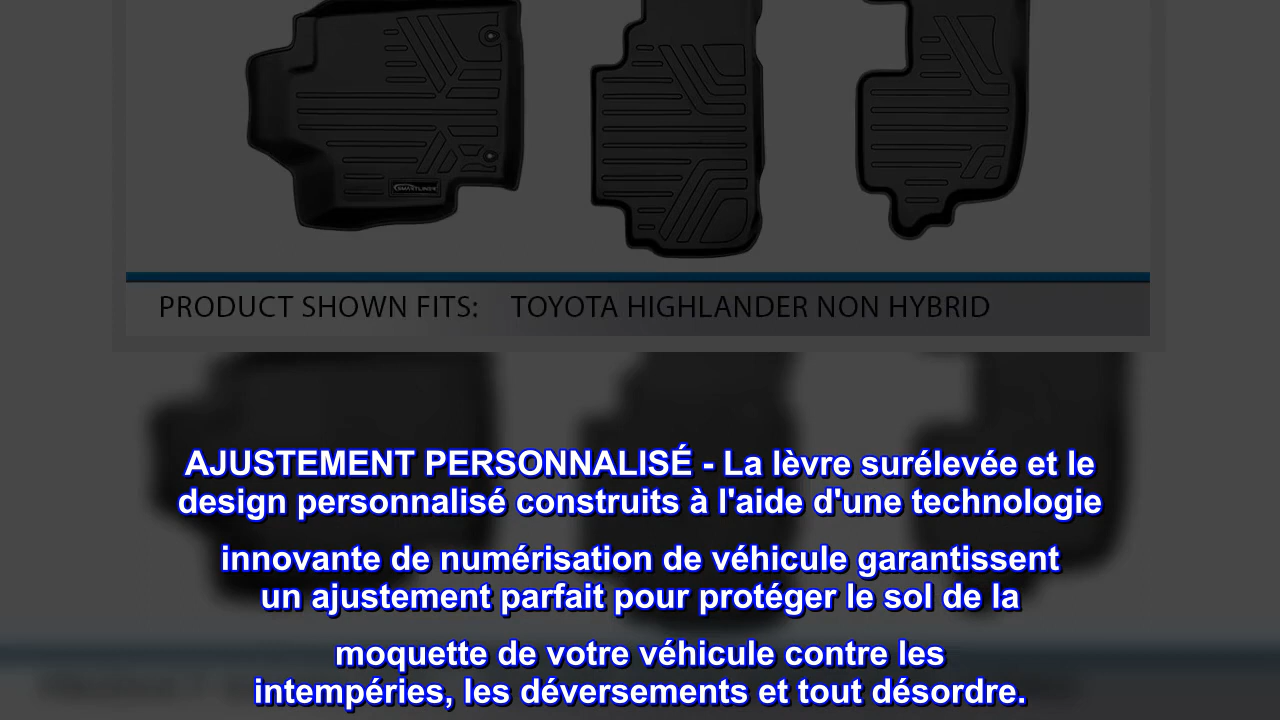 SMARTLINER
PRODUCT SHOWN FITS: TOYOTA HIGHLANDER NON HYBRID
AJUSTEMENT PERSONNALISÉ - La lèvre surélevée et le
design personnalisé construits à l'aide d'une technologie
innovante de numérisation de véhicule garantissent
un ajustement parfait pour protéger le sol de la
moquette de votre véhicule contre les
intempéries, les déversements et tout désordre.